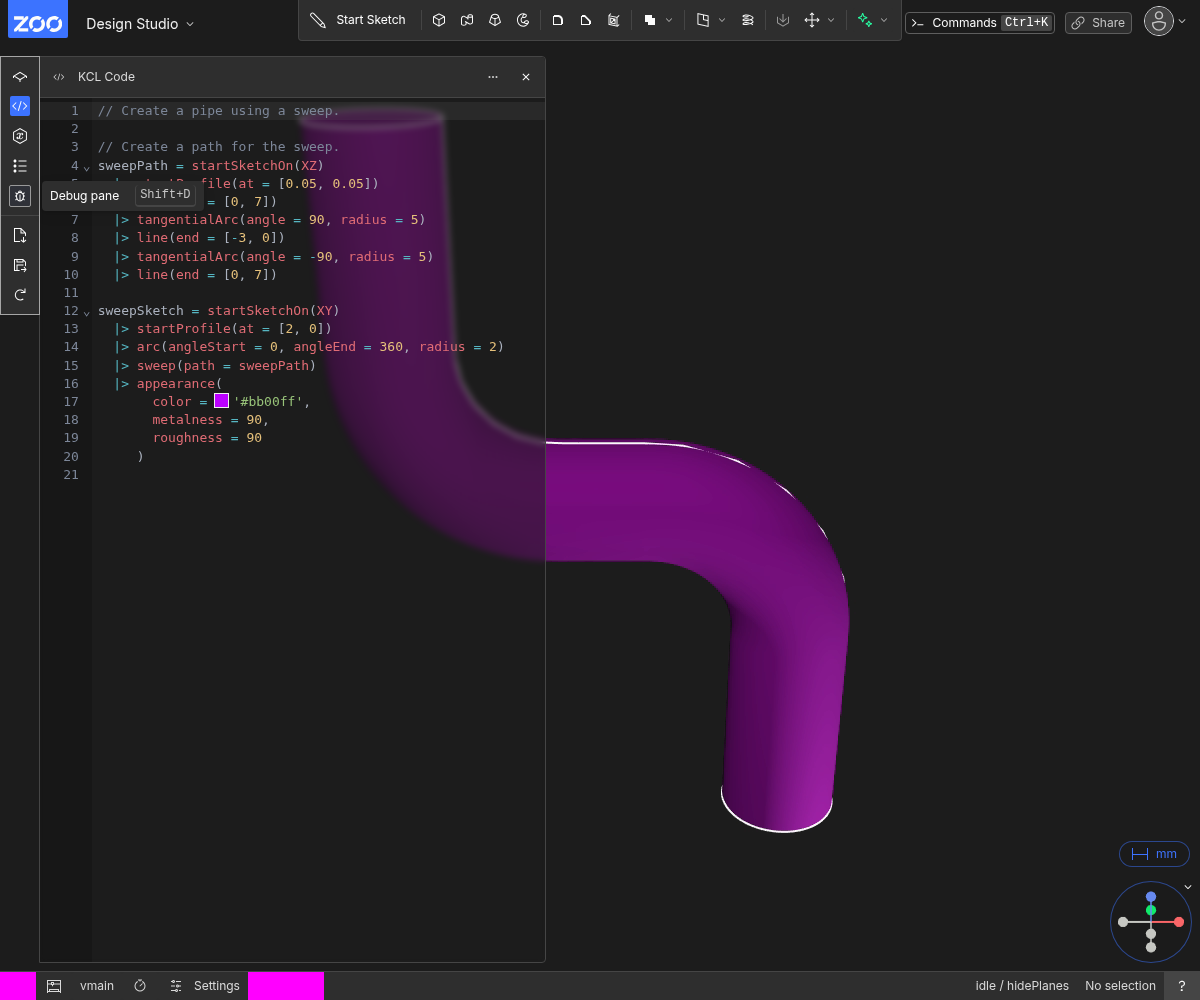 ZOO
Design Studio
Start Sketch
Commands Ctrl+K
Share
KCL Code
1 // Create a pipe using a sweep.
2
3 // Create a path for the sweep.
4 sweepPath = startSketchOn(XZ)
file(at = [0.05, 0.05])
Debug pane Shift+D
= [0, 7])
7 |> tangentialArc(angle = 90, radius = 5)
8 |> line(end = [-3, 0])
9 |> tangentialArc(angle = -90, radius = 5)
10 |> line(end = [0, 7])
11
12 sweepSketch = startSketchOn(XY)
13 |> startProfile(at = [2, 0])
14 |> arc(angleStart = 0, angleEnd = 360, radius = 2)
15 |> sweep(path = sweepPath)
16 |> appearance(
17 color = '#bb00ff',
18 metalness = 90,
19 roughness = 90
20 )
21
mm
vmain
Settings
idle / hidePlanes
No selection
?